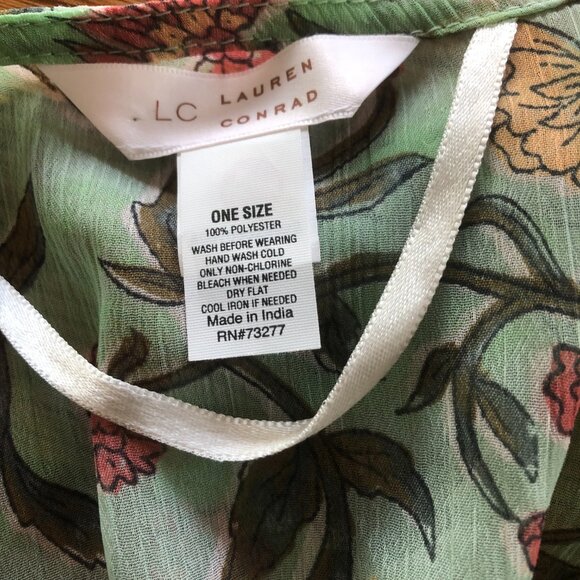 LC LAUREN
CONRAD
ONE SIZE
100% POLYESTER
WASH BEFORE WEARING
HAND WASH COLD
ONLY NON-CHLORINE
BLEACH WHEN NEEDED
DRY FLAT
COOL IRON IF NEEDED
Made in India
RN#73277